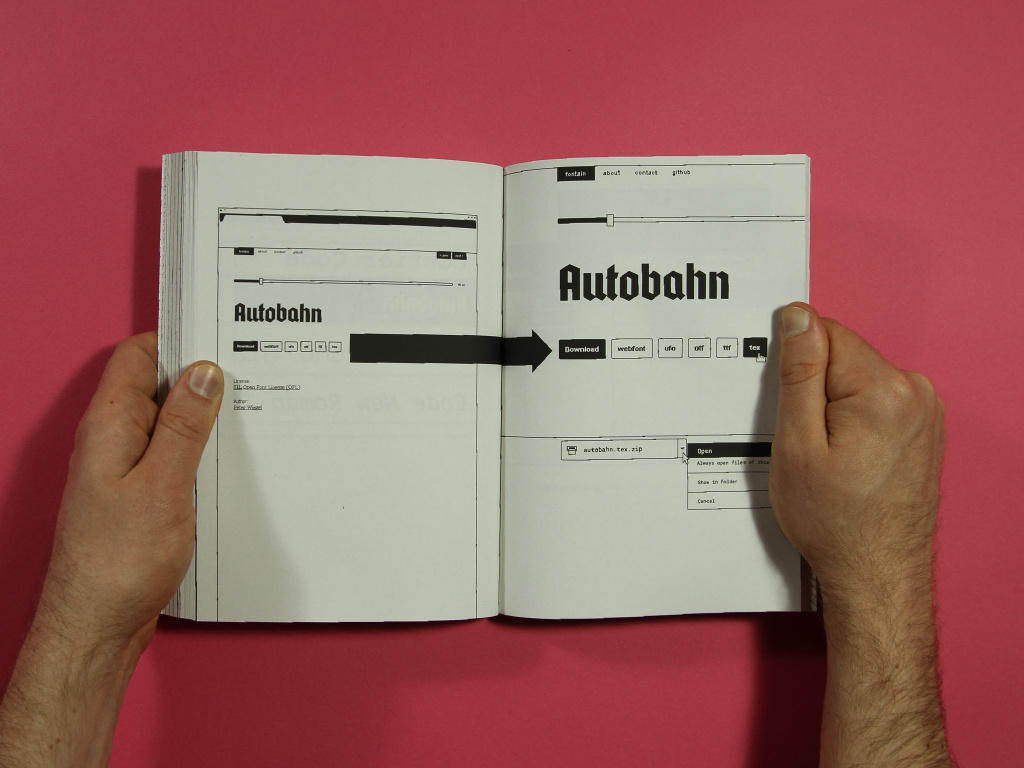 fontain about contact github
Autobahn
Download webfont ufo otf ttf tex
License:
SIL Open Font License (OFL)
Author:
Peter Wiegel
fontain about contact github
Autobahn
Download webfont ufo otf ttf tex
autobahn.tex.zip
Open
Always open files of this
Show in folder
Cancel